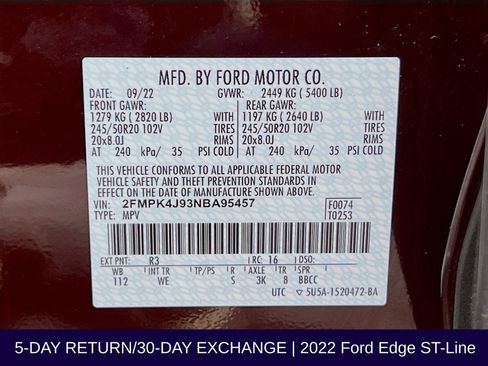 MFD. BY FORD MOTOR CO.
DATE: 09/22 GVWR: 2449 KG ( 5400 LB)
FRONT GAWR: REAR GAWR:
1279 KG ( 2820 LB) WITH 1197 KG ( 2640 LB) WITH
245/50R20 102V TIRES 245/50R20 102V TIRES
20x8.0J RIMS 20x8.0J RIMS
AT 240 kPa/ 35 PSI COLD AT 240 kPa/ 35 PSI COLD
THIS VEHICLE CONFORMS TO ALL APPLICABLE FEDERAL MOTOR
VEHICLE SAFETY AND THEFT PREVENTION STANDARDS IN
EFFECT ON THE DATE OF MANUFACTURE SHOWN ABOVE.
VIN: 2FMPK4J93NBA95457 F0074
TYPE: MPV T0253
EXT PNT: R3 RC: 16 DSO:
WB INT TR TP/PS R AXLE TR SPR
112 WE S 3K 8 BBCC
UTC 5U5A-1520472-BA
5-DAY RETURN/30-DAY EXCHANGE | 2022 Ford Edge ST-Line